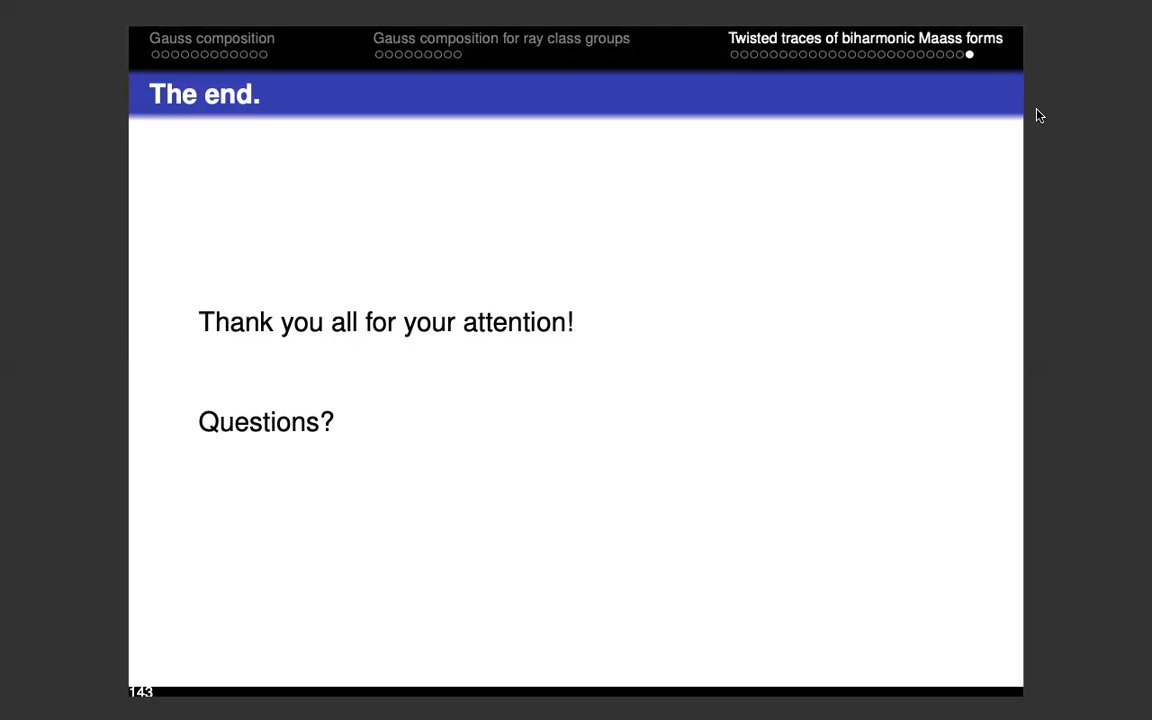 Gauss composition
Gauss composition for ray class groups
Twisted traces of biharmonic Maass forms
The end.
Thank you all for your attention!
Questions?
143